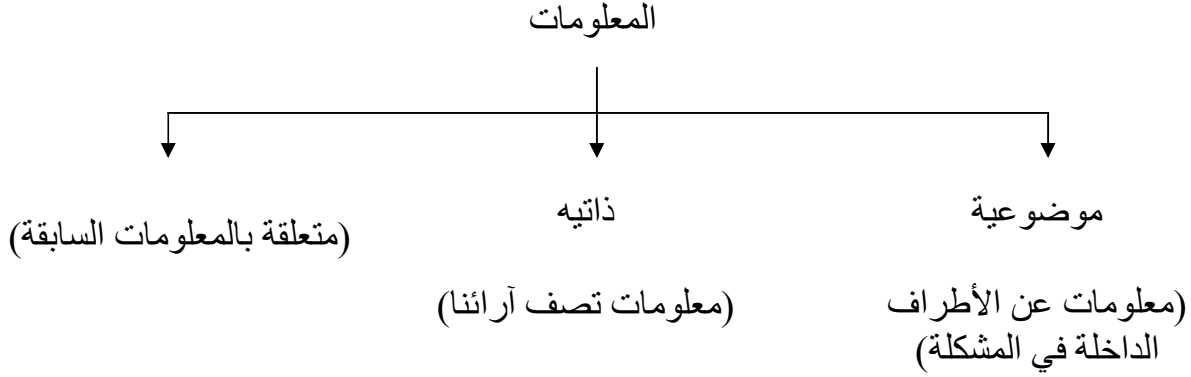 المعلومات
موضوعية
ذاتيه
(متعلقة بالمعلومات السابقة)
(معلومات عن الأطراف
الداخلة في المشكلة)
(معلومات تصف آرائنا)